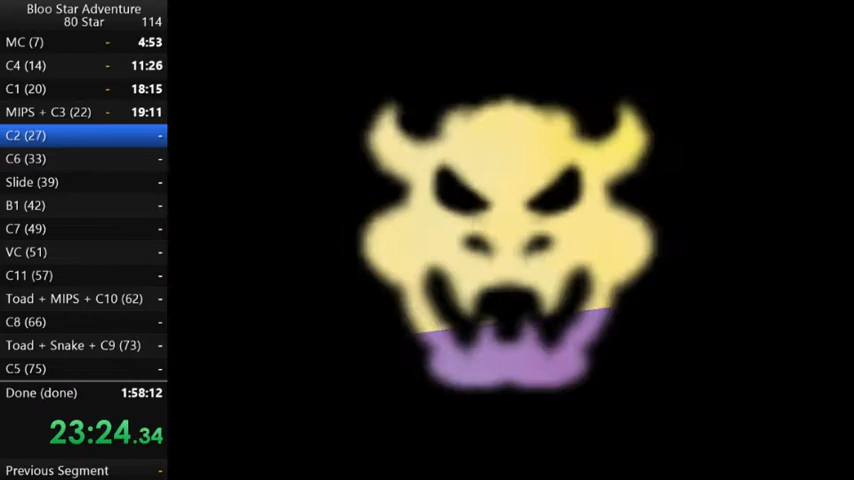 Bloo Star Adventure
80 Star 114
MC (7) - 4:53
C4 (14) - 11:26
C1 (20) - 18:15
MIPS + C3 (22) - 19:11
C2 (27) -
C6 (33) -
Slide (39) -
B1 (42) -
C7 (49) -
VC (51) -
C11 (57) -
Toad + MIPS + C10 (62) -
C8 (66) -
Toad + Snake + C9 (73) -
C5 (75) -
Done (done) 1:58:12
23:24.34
Previous Segment -